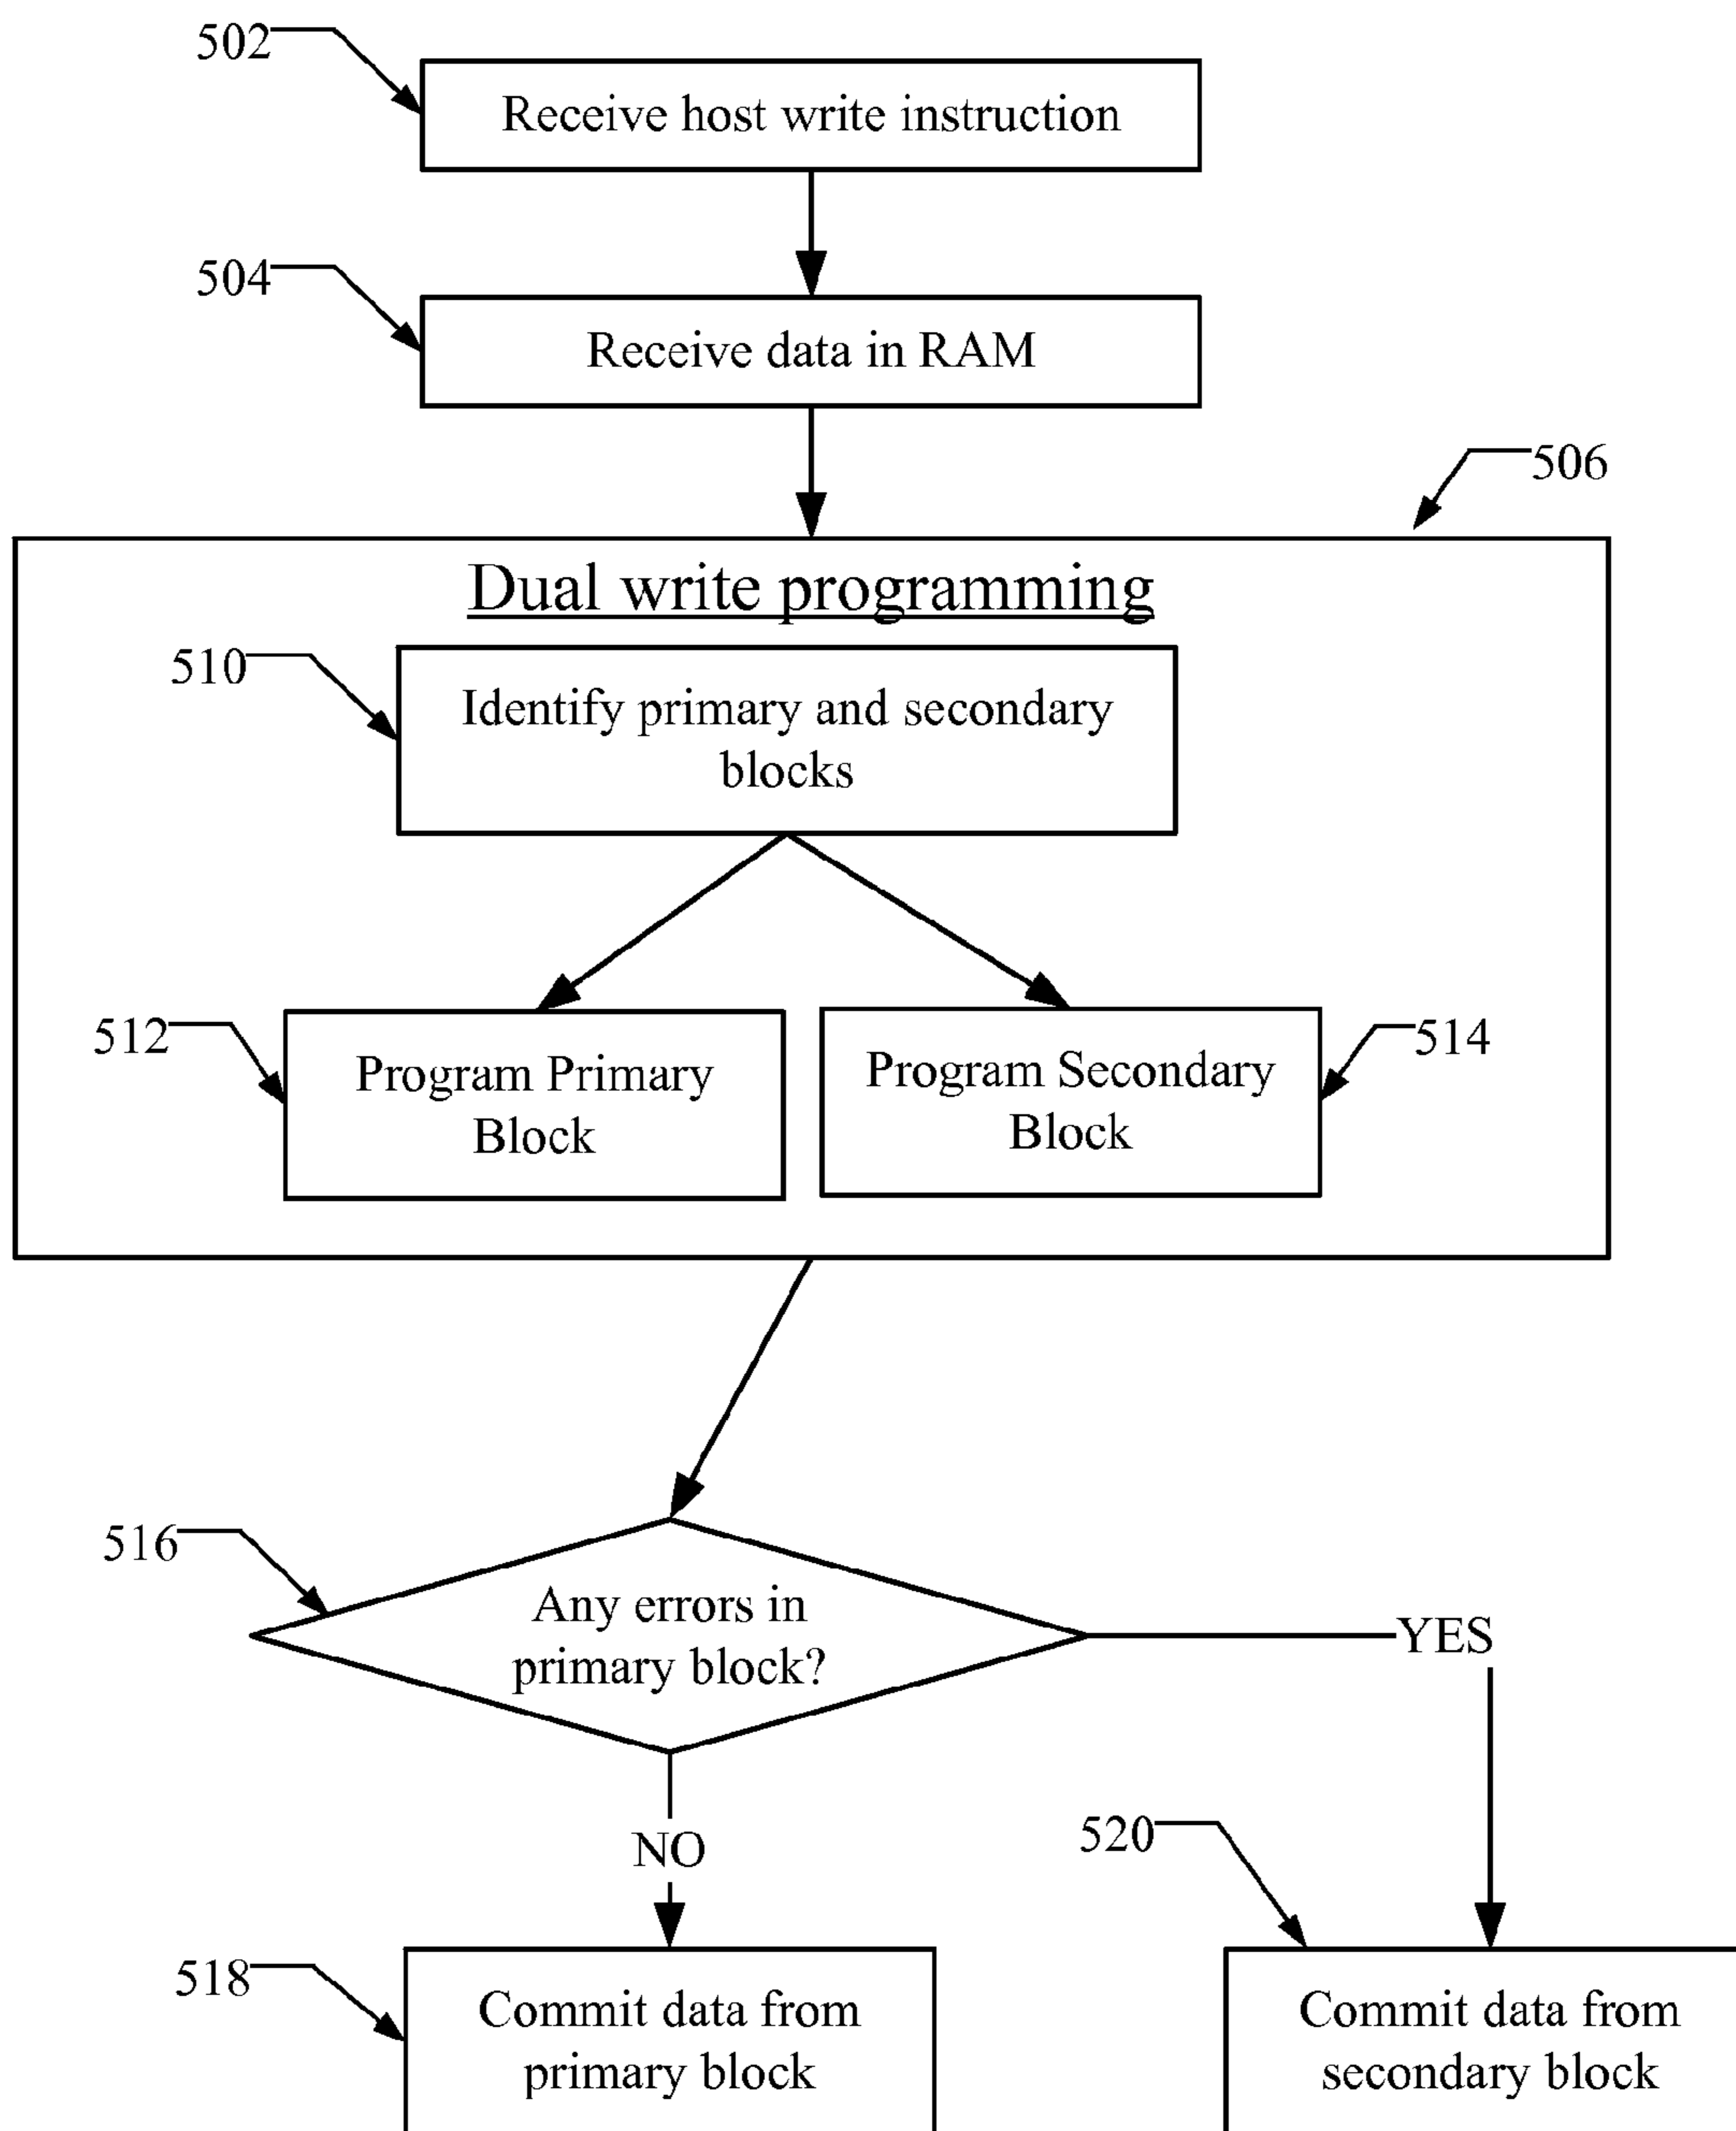 502
Receive host write instruction
504
Receive data in RAM
506
Dual write programming
510
Identify primary and secondary
blocks
512
Program Primary
Block
Program Secondary
Block
514
516
Any errors in
primary block?
YES
NO
520
518
Commit data from
primary block
Commit data from
secondary block